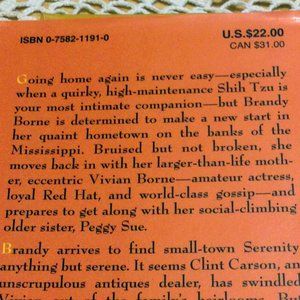 ISBN 0-7582-1191-0
U.S.$22.00
CAN $31.00
Going home again is never easy—especially
when a quirky, high-maintenance Shih Tzu is
your most intimate companion—but Brandy
Borne is determined to make a new start in
her quaint hometown on the banks of the
Mississippi. Bruised but not broken, she
moves back in with her larger-than-life moth-
er, eccentric Vivian Borne—amateur actress,
loyal Red Hat, and world-class gossip—and
prepares to get along with her social-climbing
older sister, Peggy Sue.
Brandy arrives to find small-town Serenity
anything but serene. It seems Clint Carson, an
unscrupulous antiques dealer, has swindled